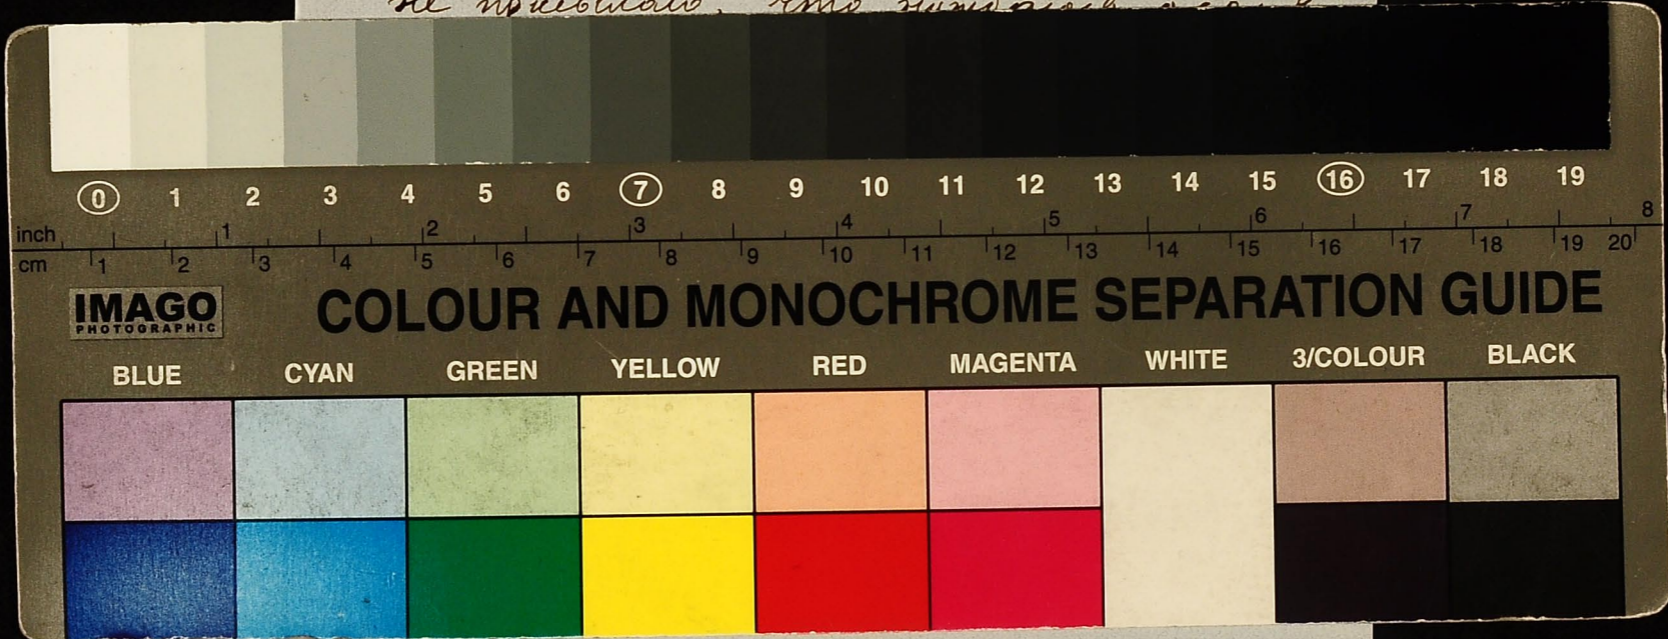 не
что
0 1 2 3 4 5 6 7 8 9 10 11 12 13 14 15 16 17 18 19
inch 1 2 3 4 5 6 7 8
cm 1 2 3 4 5 6 7 8 9 10 11 12 13 14 15 16 17 18 19 20
IMAGO
PHOTOGRAPHIC
COLOUR AND MONOCHROME SEPARATION GUIDE
BLUE CYAN GREEN YELLOW RED MAGENTA WHITE 3/COLOUR BLACK